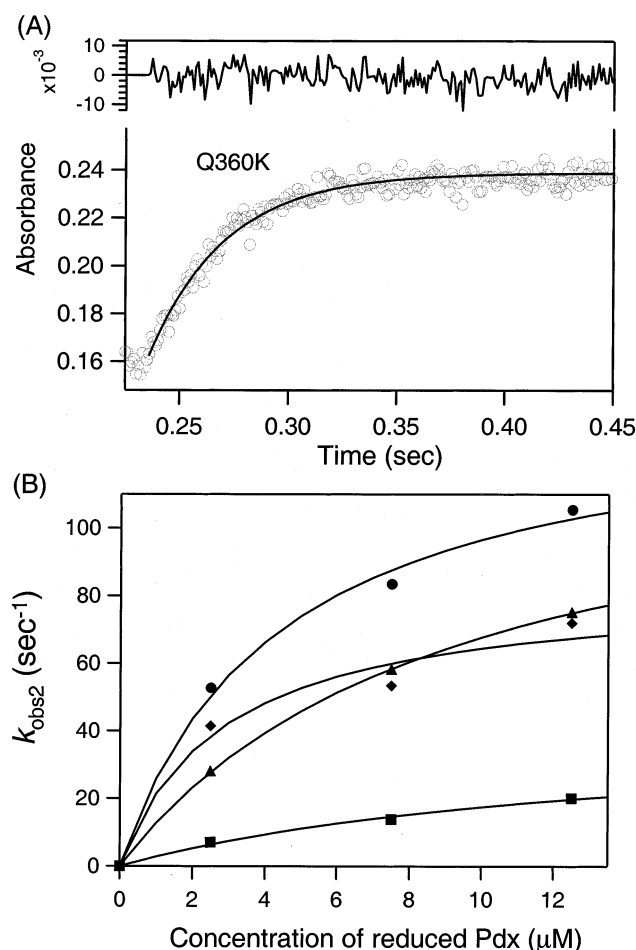 (A)
x10⁻³
10
0
-10
Q360K
Absorbance
0.24
0.22
0.20
0.18
0.16
0.25 0.30 0.35 0.40 0.45
Time (sec)
(B)
k obs2 (sec⁻¹)
100
80
60
40
20
0
0 2 4 6 8 10 12
Concentration of reduced Pdx (μM)